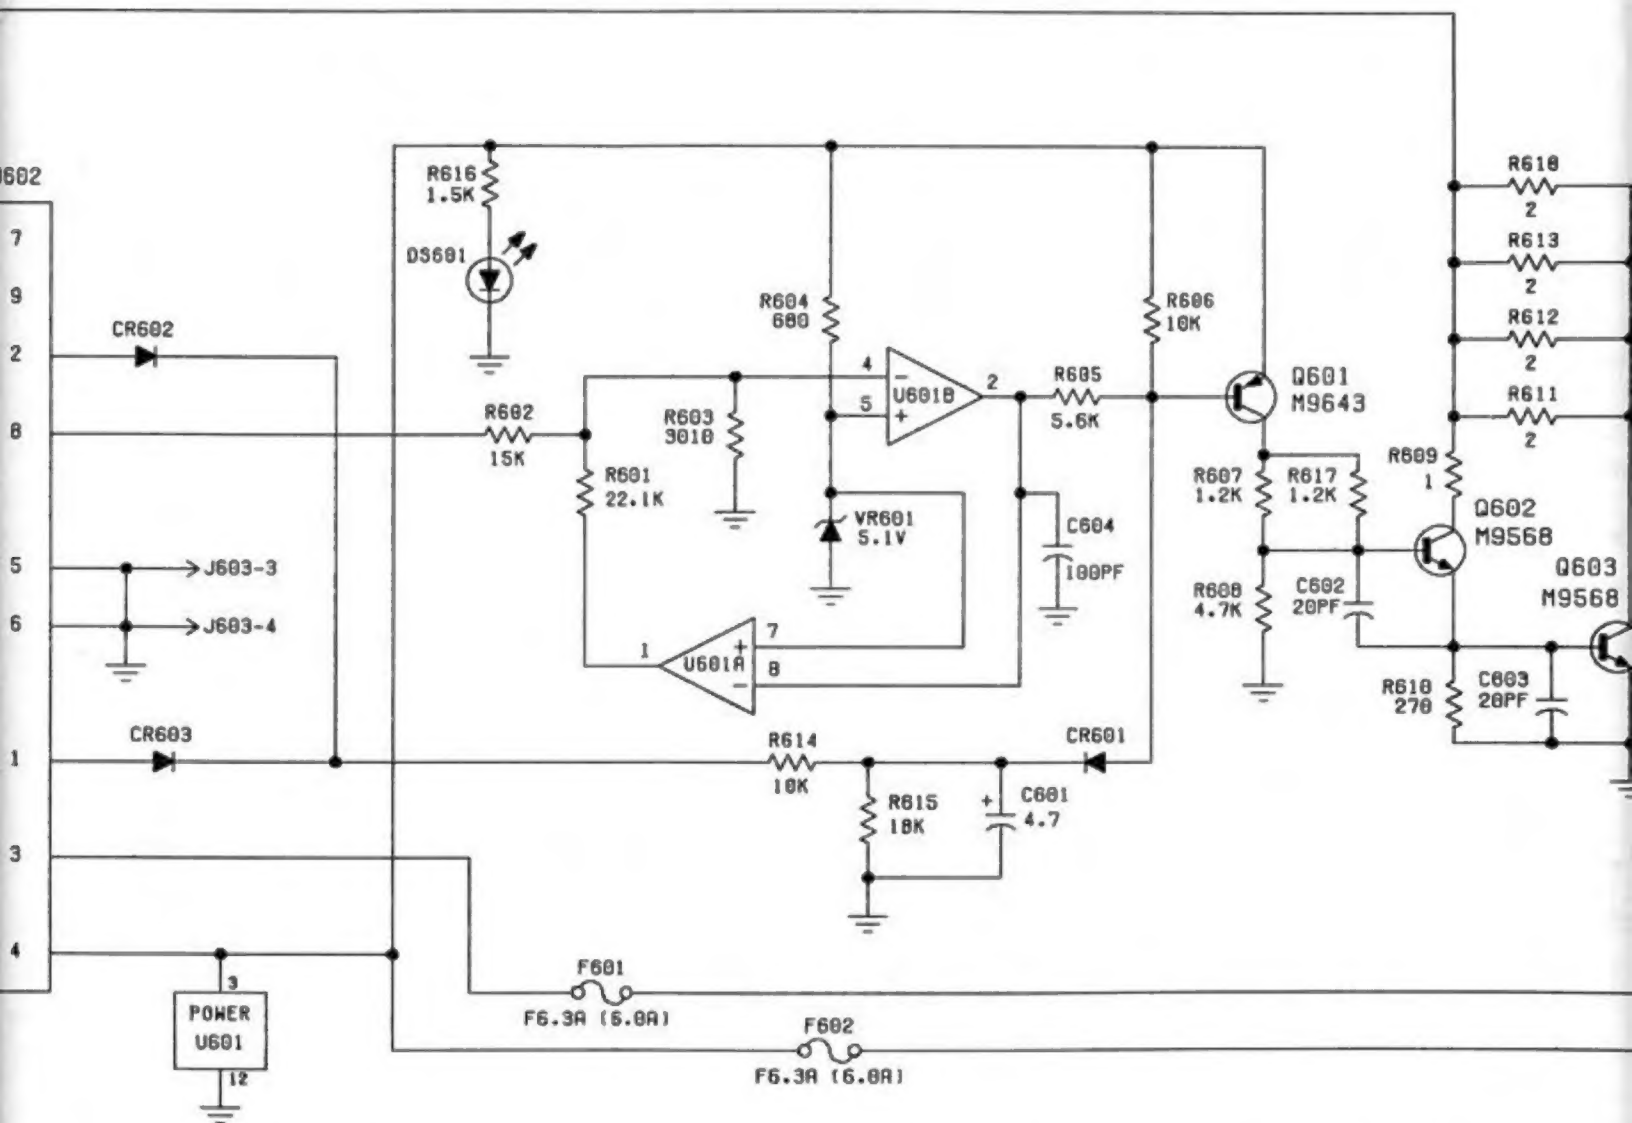 602
7
9
2
8
5
6
1
3
4
CR602
J603-3
J603-4
CR603
POWER
U601
3
12
R616
1.5K
DS601
R602
15K
R601
22.1K
R603
3010
R604
680
4
5
U601B
2
VR601
5.1V
R605
5.6K
R606
10K
C604
100PF
1
U601A
7
8
R614
10K
R615
18K
+
C601
4.7
CR601
Q601
M9643
R607
1.2K
R617
1.2K
R608
4.7K
C602
20PF
R618
2
R613
2
R612
2
R611
2
R609
1
Q602
M9568
Q603
M9568
R610
270
C603
20PF
F601
F6.3A (6.0A)
F602
F6.3A (6.0A)